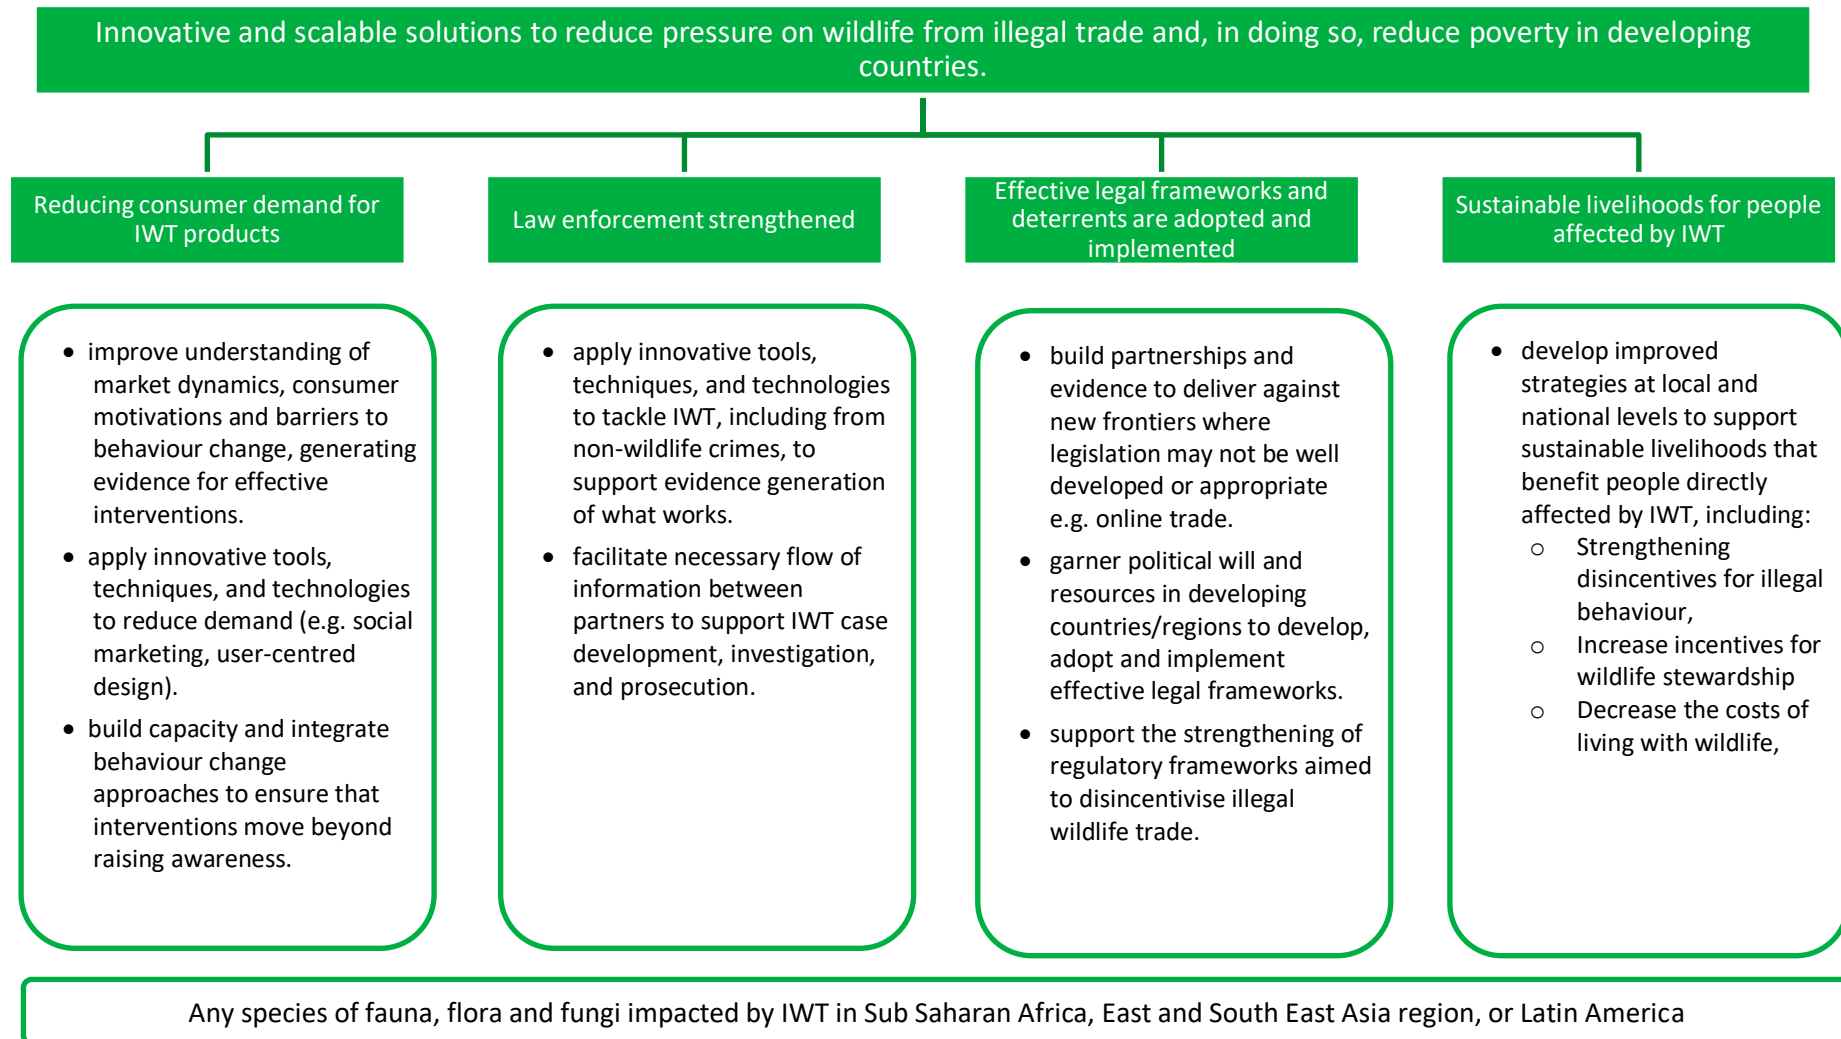 Innovative and scalable solutions to reduce pressure on wildlife from illegal trade and, in doing so, reduce poverty in developing
countries.
Reducing consumer demand for
IWT products
Law enforcement strengthened
Effective legal frameworks and
deterrents are adopted and
implemented
Sustainable livelihoods for people
affected by IWT
• improve understanding of
market dynamics, consumer
motivations and barriers to
behaviour change, generating
evidence for effective
interventions.
• apply innovative tools,
techniques, and technologies
to reduce demand (e.g. social
marketing, user-centred
design).
• build capacity and integrate
behaviour change
approaches to ensure that
interventions move beyond
raising awareness.
• apply innovative tools,
techniques, and technologies
to tackle IWT, including from
non-wildlife crimes, to
support evidence generation
of what works.
• facilitate necessary flow of
information between
partners to support IWT case
development, investigation,
and prosecution.
• build partnerships and
evidence to deliver against
new frontiers where
legislation may not be well
developed or appropriate
e.g. online trade.
• garner political will and
resources in developing
countries/regions to develop,
adopt and implement
effective legal frameworks.
• support the strengthening of
regulatory frameworks aimed
to disincentivise illegal
wildlife trade.
• develop improved
strategies at local and
national levels to support
sustainable livelihoods that
benefit people directly
affected by IWT, including:
o Strengthening
disincentives for illegal
behaviour,
o Increase incentives for
wildlife stewardship
o Decrease the costs of
living with wildlife,
Any species of fauna, flora and fungi impacted by IWT in Sub Saharan Africa, East and South East Asia region, or Latin America